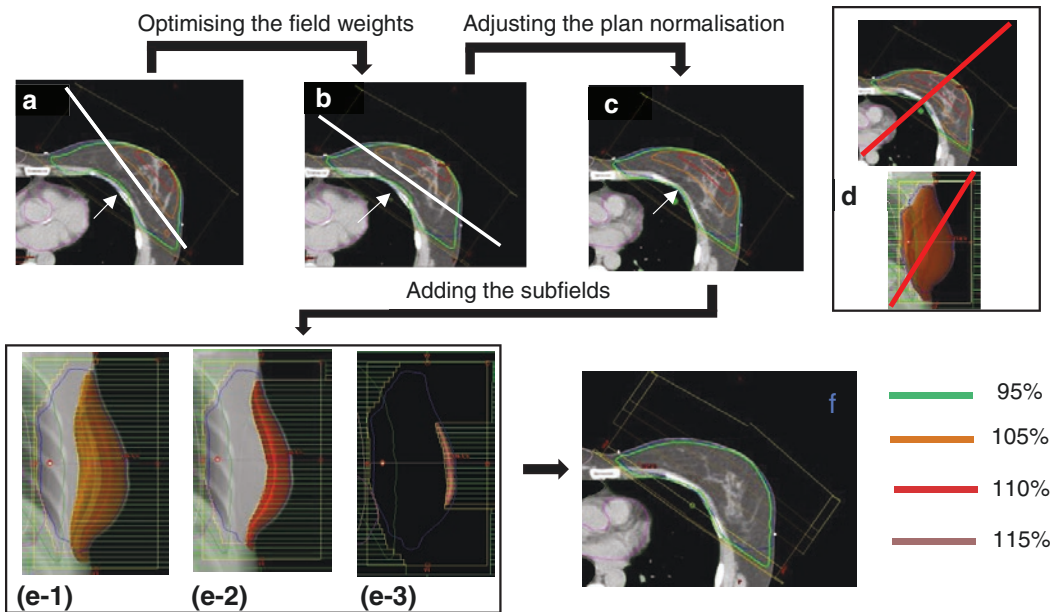 Optimising the field weights
Adjusting the plan normalisation
a
b
c
d
Adding the subfields
(e-1)
(e-2)
(e-3)
f
95%
105%
110%
115%